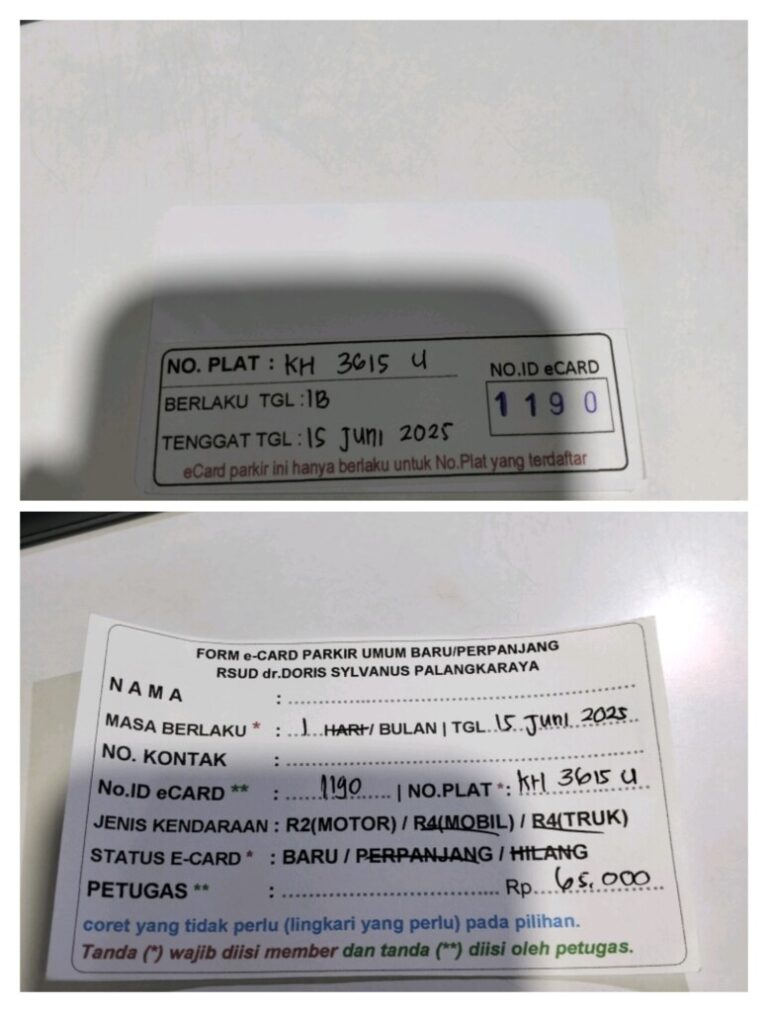 NO. PLAT : KH 3615 U
NO.ID eCARD
BERLAKU TGL : 1B
1190
TENGGAT TGL : 15 JUNI 2025
eCard parkir ini hanya berlaku untuk No.Plat yang terdaftar
FORM e-CARD PARKIR UMUM BARU/PERPANJANG
RSUD dr.DORIS SYLVANUS PALANGKARAYA
NAMA :
MASA BERLAKU * : 1 HARI / BULAN | TGL. 15 JUNI 2025
NO. KONTAK :
No.ID eCARD ** : 1190 | NO.PLAT *: KH 3615 U
JENIS KENDARAAN : R2(MOTOR) / R4(MOBIL) / R4(TRUK)
STATUS E-CARD * : BARU / PERPANJANG / HILANG
PETUGAS ** : Rp. 65.000
coret yang tidak perlu (lingkari yang perlu) pada pilihan.
Tanda (*) wajib diisi member dan tanda (**) diisi oleh petugas.